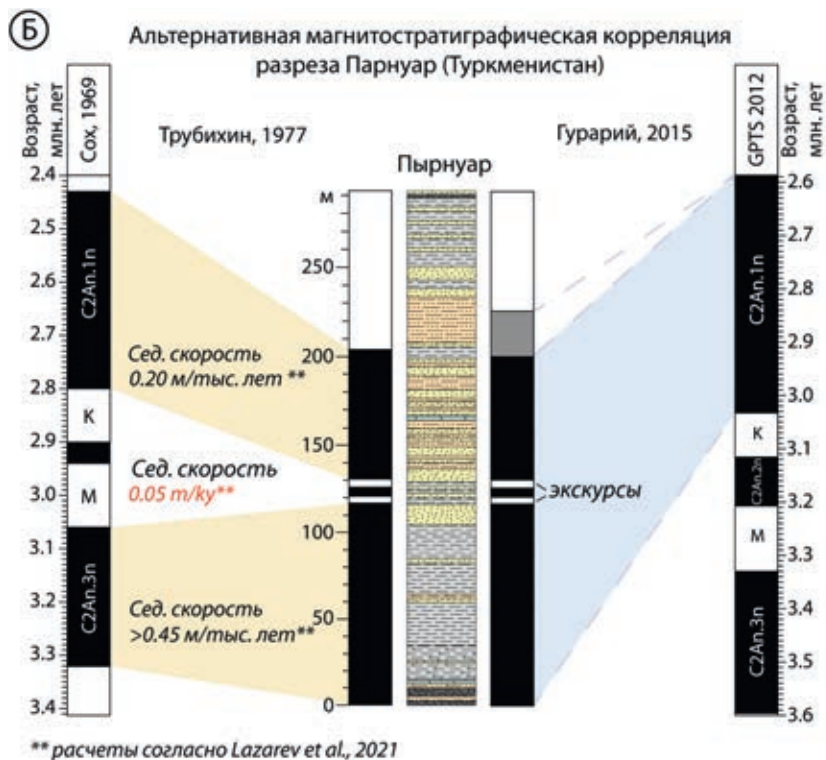 Б
Альтернативная магнитостратиграфическая корреляция
разреза Парнуар (Туркменистан)
Возраст,
млн. лет
Cox, 1969
Трубихин, 1977
Гурарий, 2015
GPTS 2012
Возраст,
млн. лет
Пырнуар
2.4
2.5
2.6
2.7
2.8
2.9
3.0
3.1
3.2
3.3
3.4
C2An.1n
K
M
C2An.3n
Сед. скорость
0.20 м/тыс. лет **
Сед. скорость
0.05 m/ky**
Сед. скорость
>0.45 м/тыс. лет**
м
250
200
150
100
50
0
экскурсы
C2An.1n
K
C2An.2n
M
C2An.3n
2.6
2.7
2.8
2.9
3.0
3.1
3.2
3.3
3.4
3.5
3.6
** расчеты согласно Lazarev et al., 2021